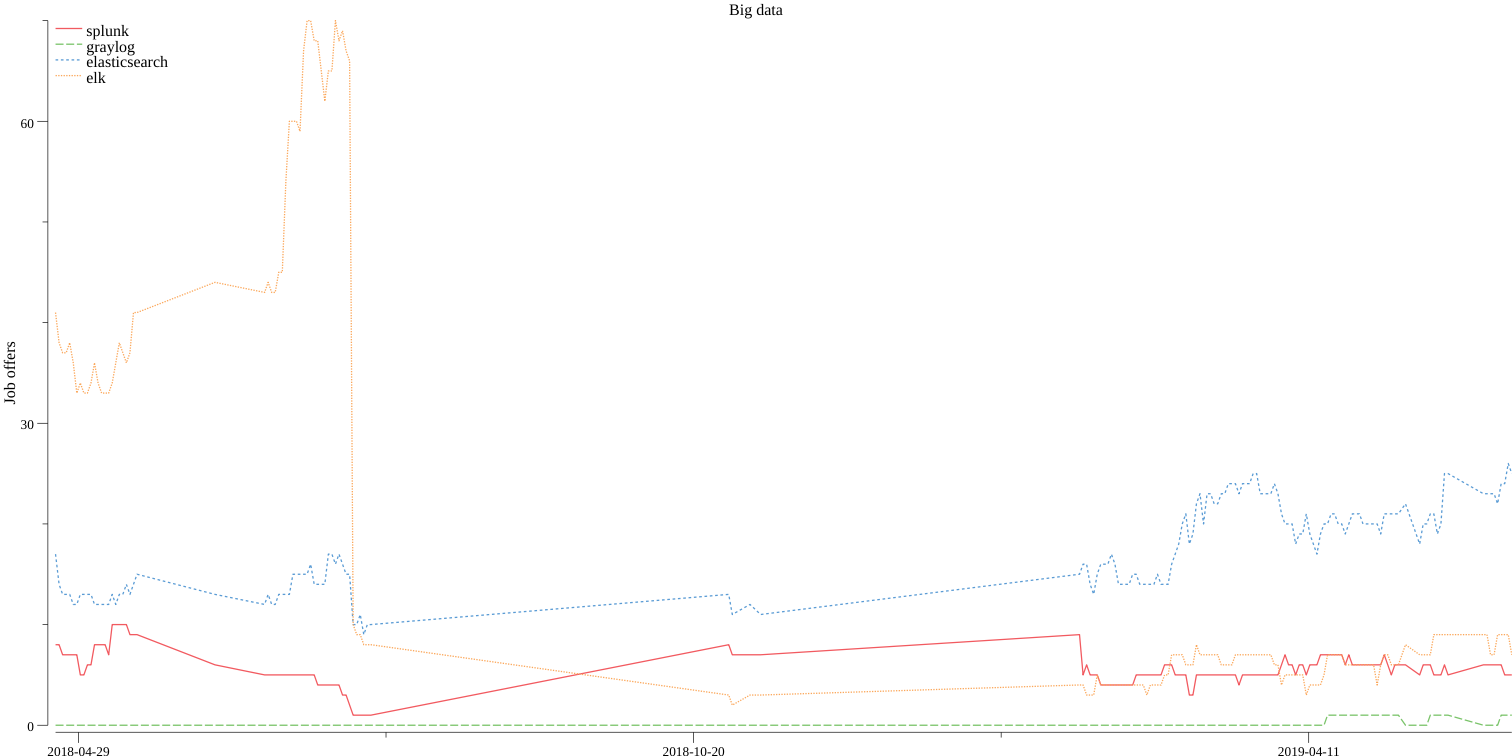 Big data
splunk
graylog
elasticsearch
elk
Job offers
60
30
0
2018-04-29
2018-10-20
2019-04-11